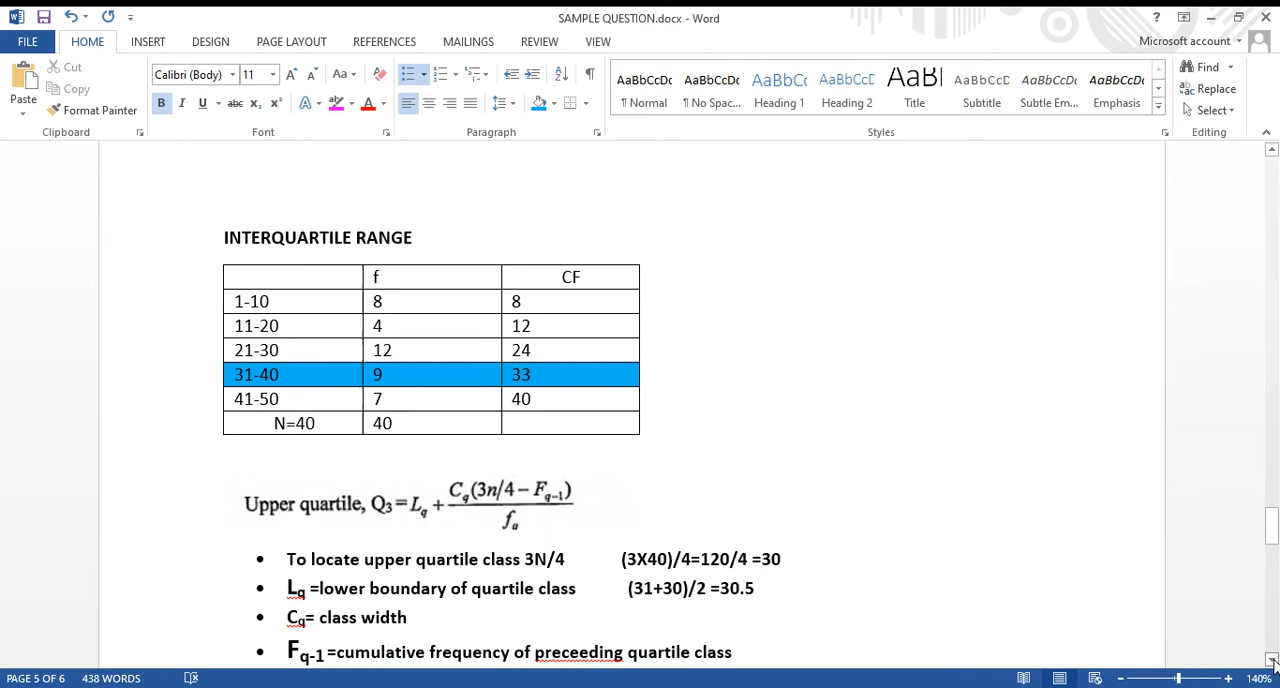 SAMPLE QUESTION.docx - Word
?
FILE HOME INSERT DESIGN PAGE LAYOUT REFERENCES MAILINGS REVIEW VIEW
Microsoft account
Paste
Cut
Copy
Format Painter
Clipboard
Calibri (Body) 11
Font
Paragraph
AaBbCcDc AaBbCcDc AaBbCc AaBbCcE AaBl AaBbCcD AaBbCcDc AaBbCcDc
¶ Normal ¶ No Spac... Heading 1 Heading 2 Title Subtitle Subtle Em... Emphasis
Styles
Find
Replace
Select
Editing
INTERQUARTILE RANGE
f CF
1-10 8 8
11-20 4 12
21-30 12 24
31-40 9 33
41-50 7 40
N=40 40
Upper quartile, Q3 = Lq + Cq(3n/4 – Fq–1) / fa
• To locate upper quartile class 3N/4 (3X40)/4=120/4 =30
• Lq =lower boundary of quartile class (31+30)/2 =30.5
• Cq= class width
• Fq-1 =cumulative frequency of preceeding quartile class
PAGE 5 OF 6 438 WORDS 140%